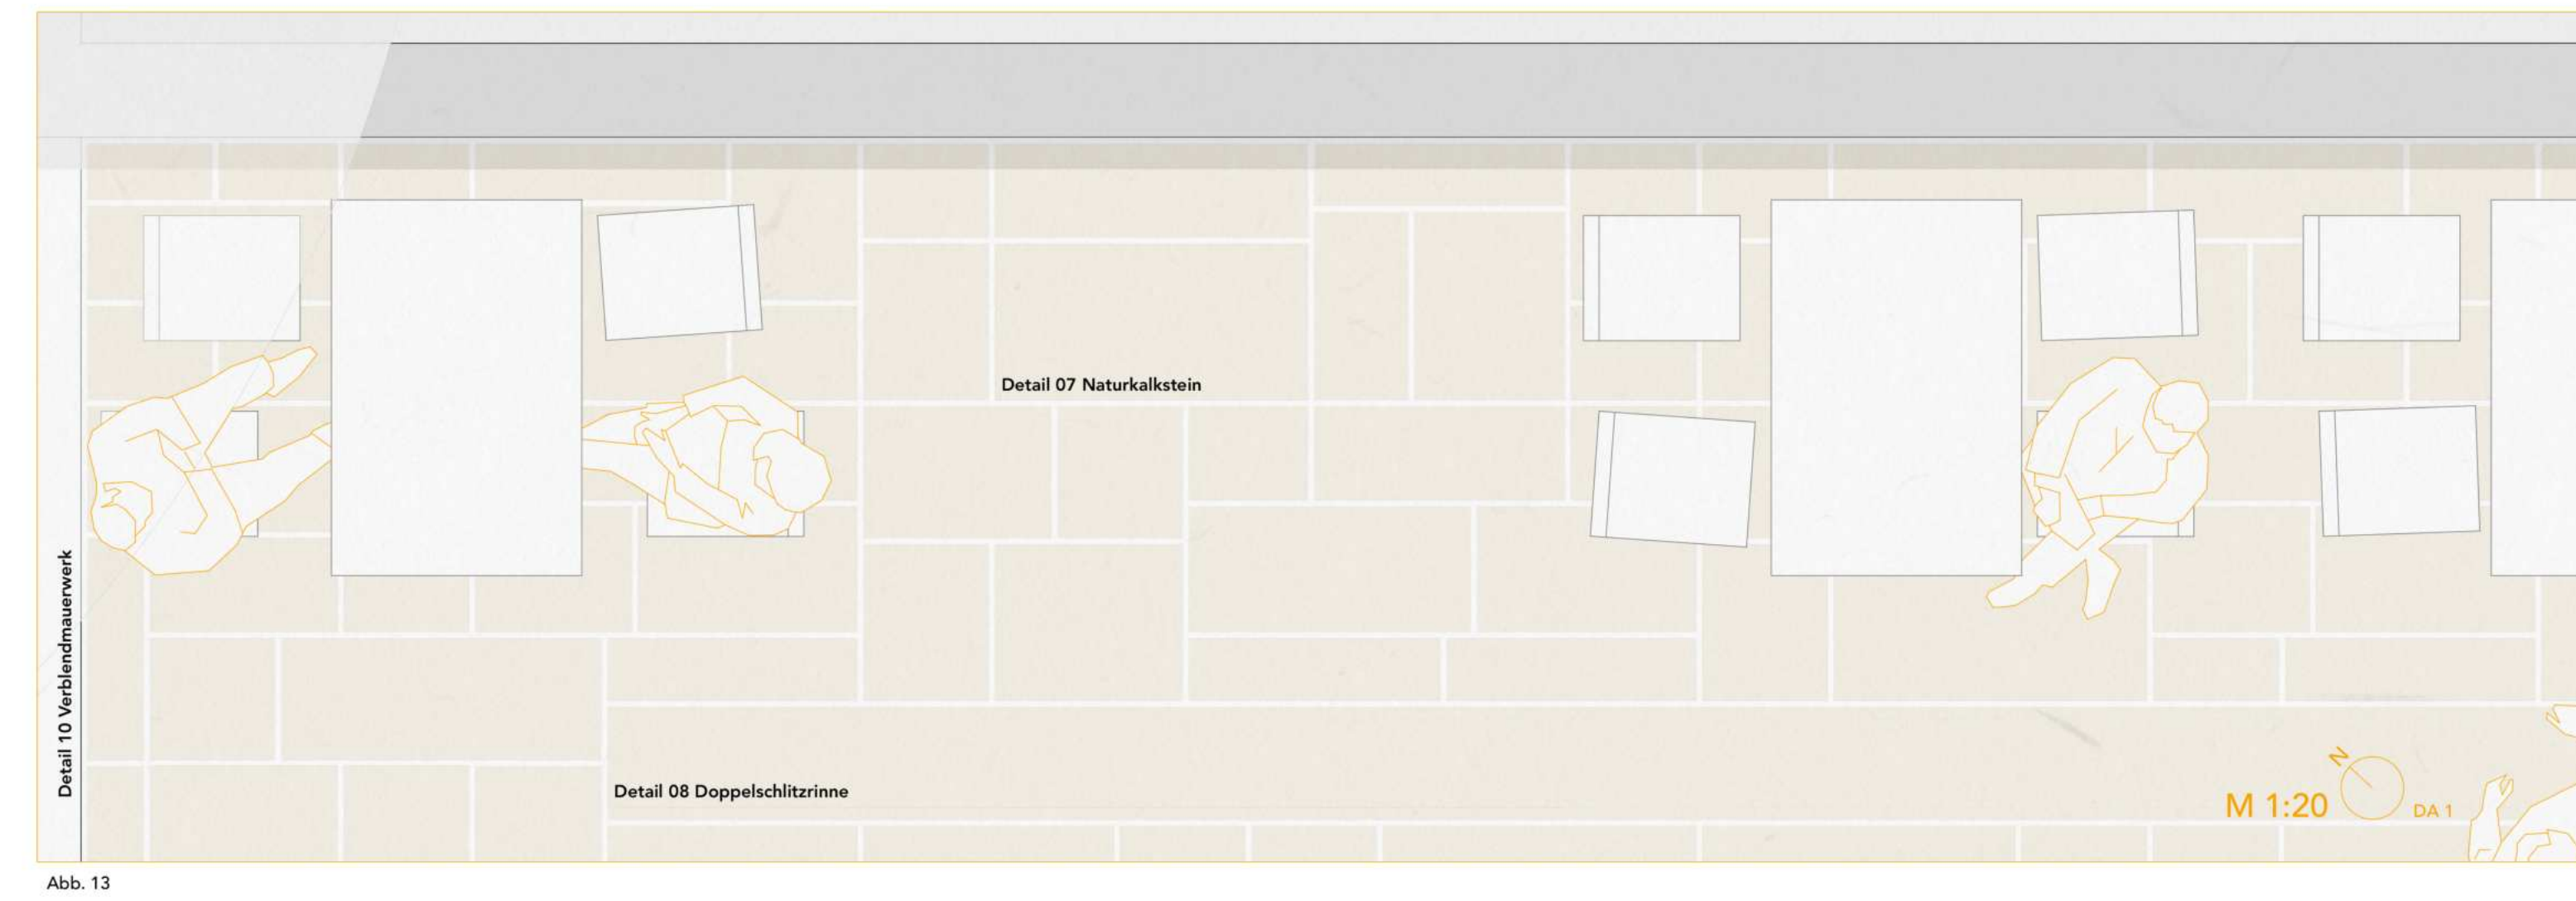 Detail 07 Naturkalkstein
Detail 10 Verblendmauerwerk
Detail 08 Doppelschlitzrinne
N
M 1:20
DA 1
Abb. 13